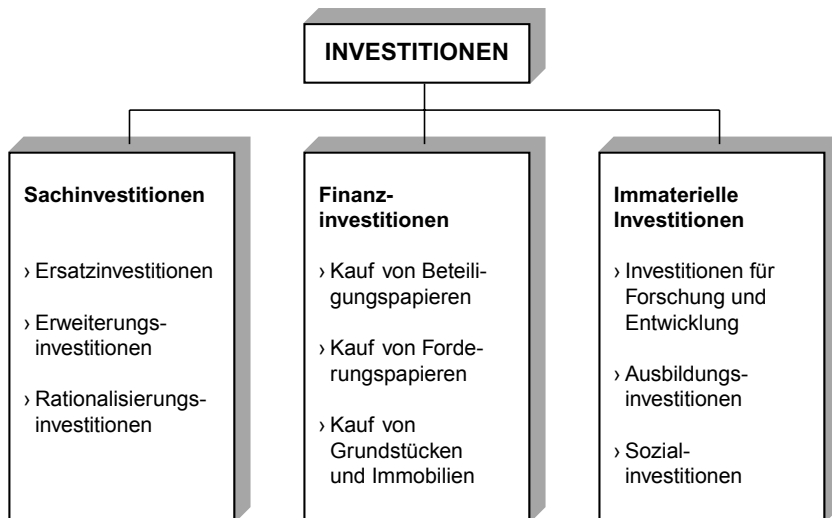 INVESTITIONEN
Sachinvestitionen
› Ersatzinvestitionen
› Erweiterungs-
investitionen
› Rationalisierungs-
investitionen
Finanz-
investitionen
› Kauf von Beteili-
gungspapieren
› Kauf von Forde-
rungspapieren
› Kauf von
Grundstücken
und Immobilien
Immaterielle
Investitionen
› Investitionen für
Forschung und
Entwicklung
› Ausbildungs-
investitionen
› Sozial-
investitionen